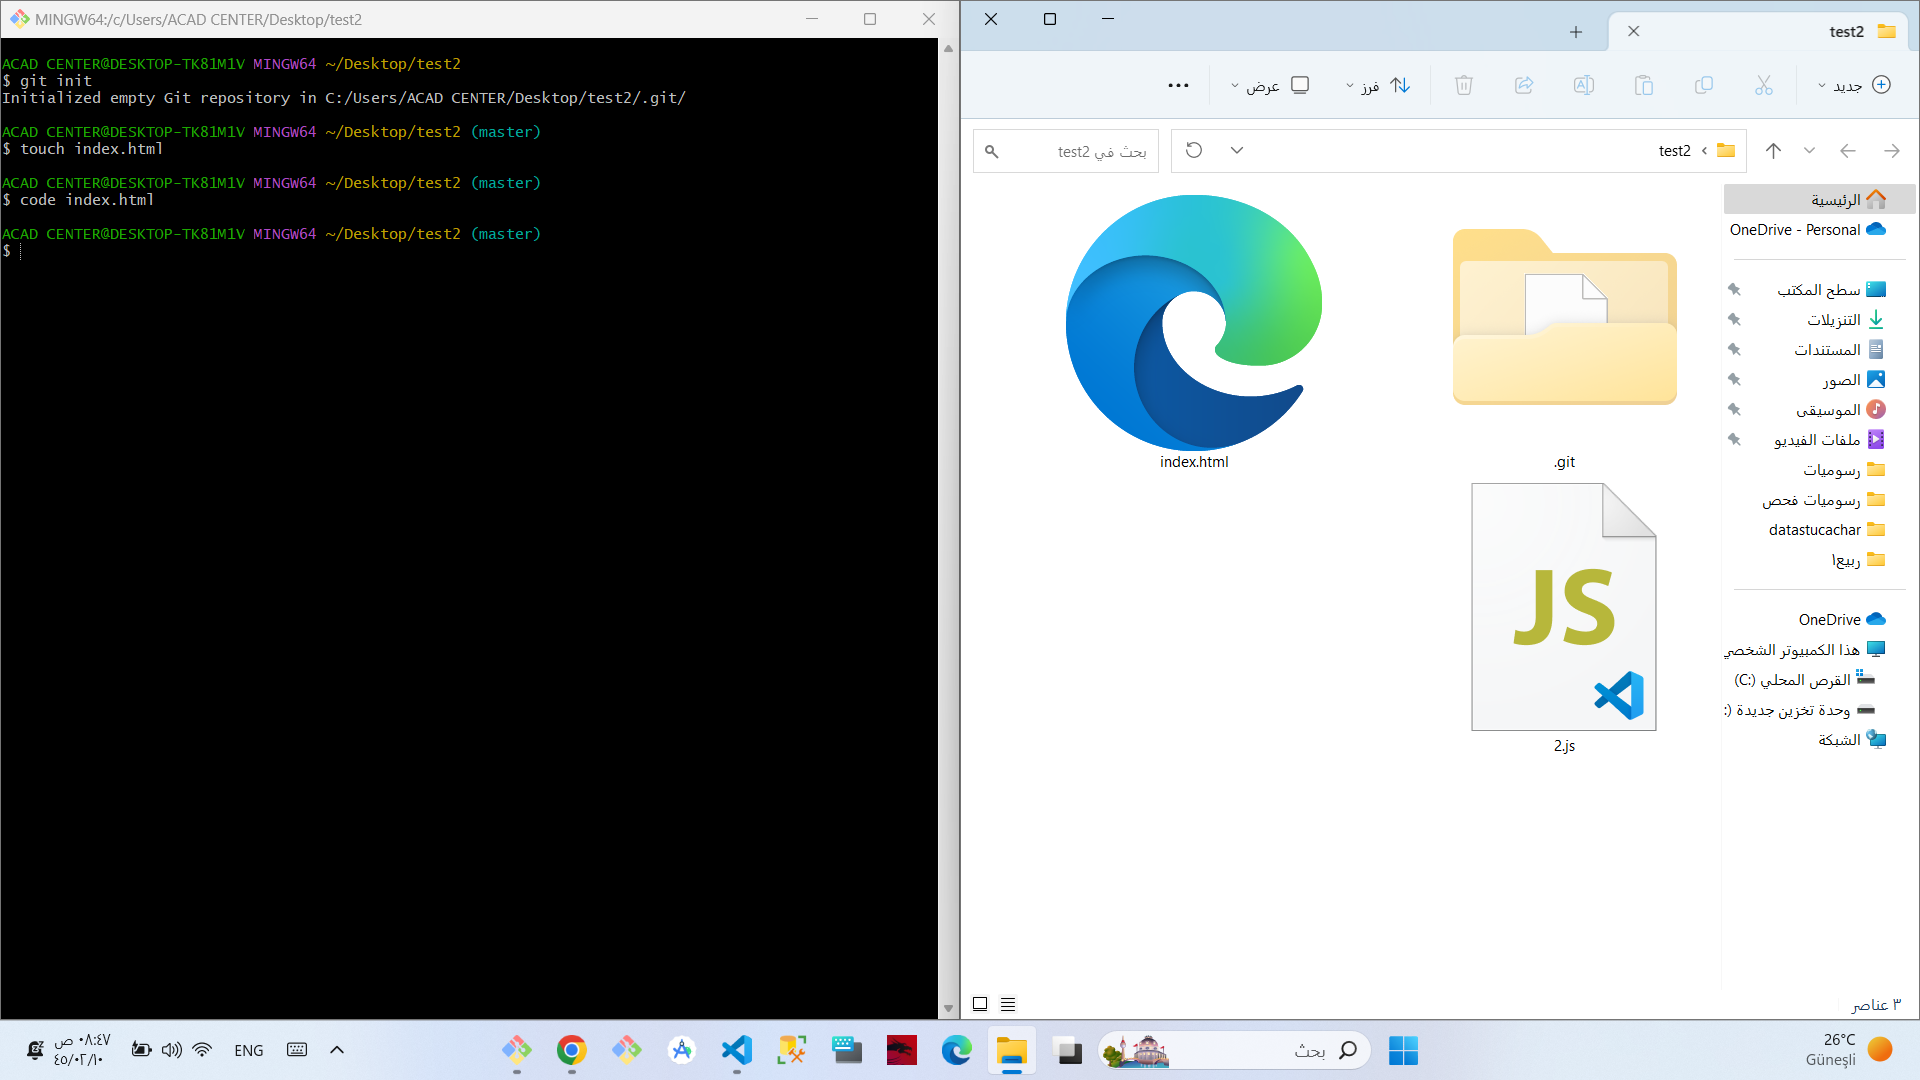 MINGW64:/c/Users/ACAD CENTER/Desktop/test2
ACAD CENTER@DESKTOP-TK81M1V MINGW64 ~/Desktop/test2
$ git init
Initialized empty Git repository in C:/Users/ACAD CENTER/Desktop/test2/.git/
ACAD CENTER@DESKTOP-TK81M1V MINGW64 ~/Desktop/test2 (master)
$ touch index.html
ACAD CENTER@DESKTOP-TK81M1V MINGW64 ~/Desktop/test2 (master)
$ code index.html
ACAD CENTER@DESKTOP-TK81M1V MINGW64 ~/Desktop/test2 (master)
$
test2
جديد
فرز
عرض
test2
بحث في test2
الرئيسية
OneDrive - Personal
سطح المكتب
التنزيلات
المستندات
الصور
الموسيقى
ملفات الفيديو
رسوميات
رسوميات فحص
datastucachar
ربيع١
OneDrive
هذا الكمبيوتر الشخصي
القرص المحلي (C:)
وحدة تخزين جديدة (:
الشبكة
.git
index.html
JS
2.js
٣ عناصر
26°C
Güneşli
بحث
ENG
٠٨:٤٧ ص
٤٥/٠٢/١٠